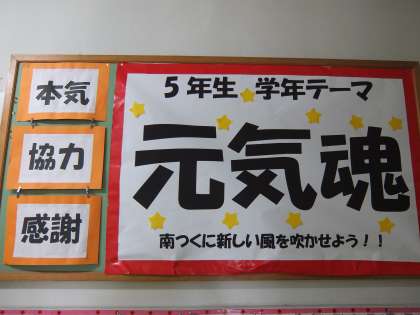 本気
協力
感謝
5年生 学年テーマ
元気魂
南つくに新しい風を吹かせよう！！